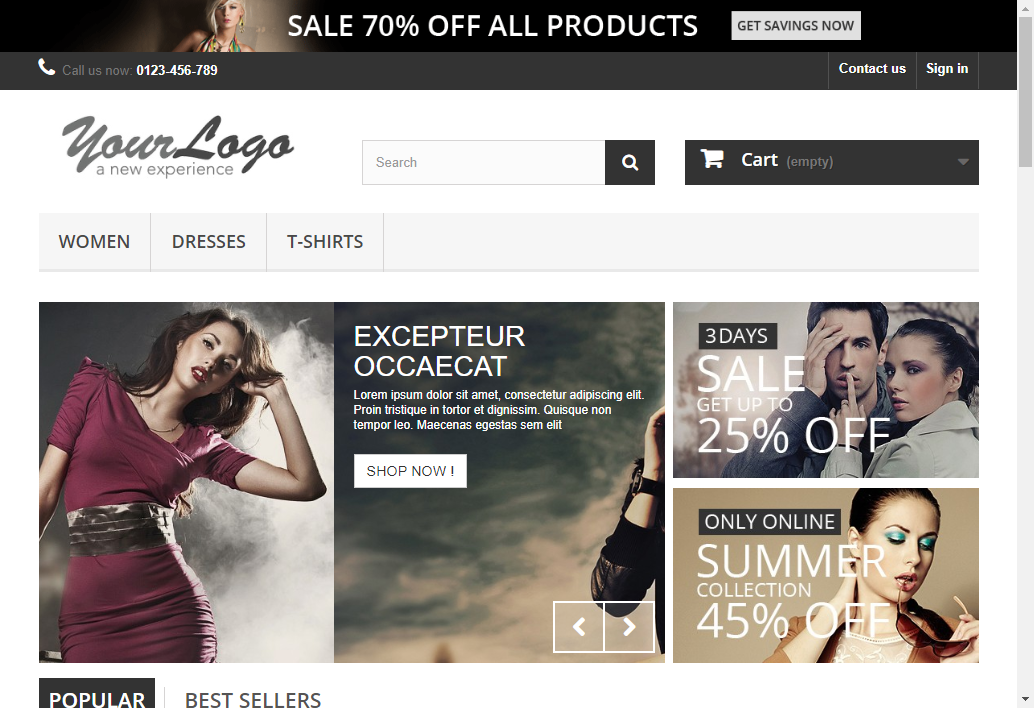 SALE 70% OFF ALL PRODUCTS
GET SAVINGS NOW
Call us now: 0123-456-789
Contact us
Sign in
YourLogo
a new experience
Search
Cart (empty)
WOMEN
DRESSES
T-SHIRTS
EXCEPTEUR
OCCAECAT
Lorem ipsum dolor sit amet, consectetur adipiscing elit.
Proin tristique in tortor et dignissim. Quisque non
tempor leo. Maecenas egestas sem elit
SHOP NOW !
3 DAYS
SALE
GET UP TO
25% OFF
ONLY ONLINE
SUMMER
COLLECTION
45% OFF
POPULAR
BEST SELLERS